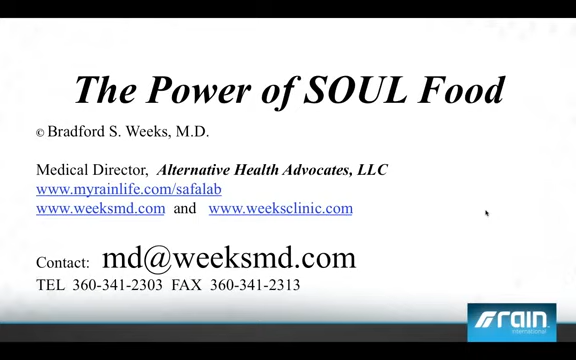 The Power of SOUL Food
© Bradford S. Weeks, M.D.
Medical Director, Alternative Health Advocates, LLC
www.myrainlife.com/safalab
www.weeksmd.com and www.weeksclinic.com
Contact: md@weeksmd.com
TEL 360-341-2303 FAX 360-341-2313
rain
international